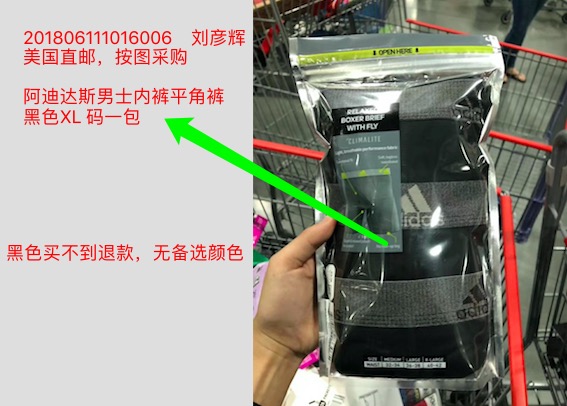 201806111016006 刘彦辉
美国直邮，按图采购
阿迪达斯男士内裤平角裤
黑色XL 码一包
黑色买不到退款，无备选颜色
OPEN HERE
RELAXED
BOXER BRIEF
WITH FLY
CLIMALITE
adidas
adidas
SIZE MEDIUM LARGE X-LARGE
WAIST 32-34 36-38 40-42